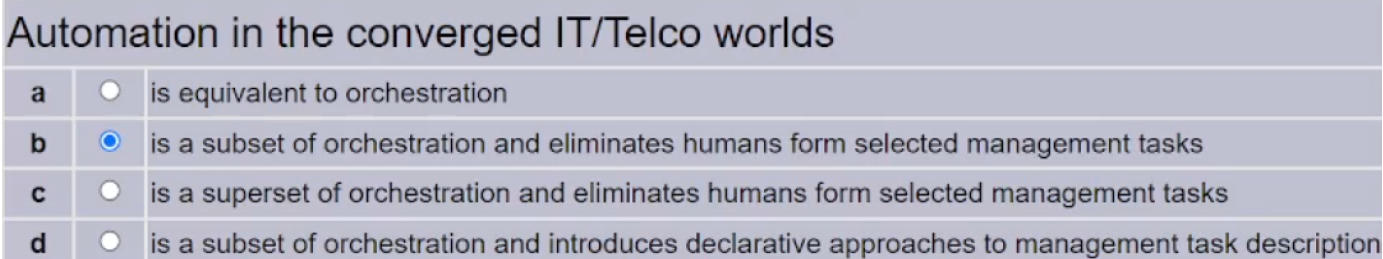 Automation in the converged IT/Telco worlds
a is equivalent to orchestration
b is a subset of orchestration and eliminates humans form selected management tasks
c is a superset of orchestration and eliminates humans form selected management tasks
d is a subset of orchestration and introduces declarative approaches to management task description